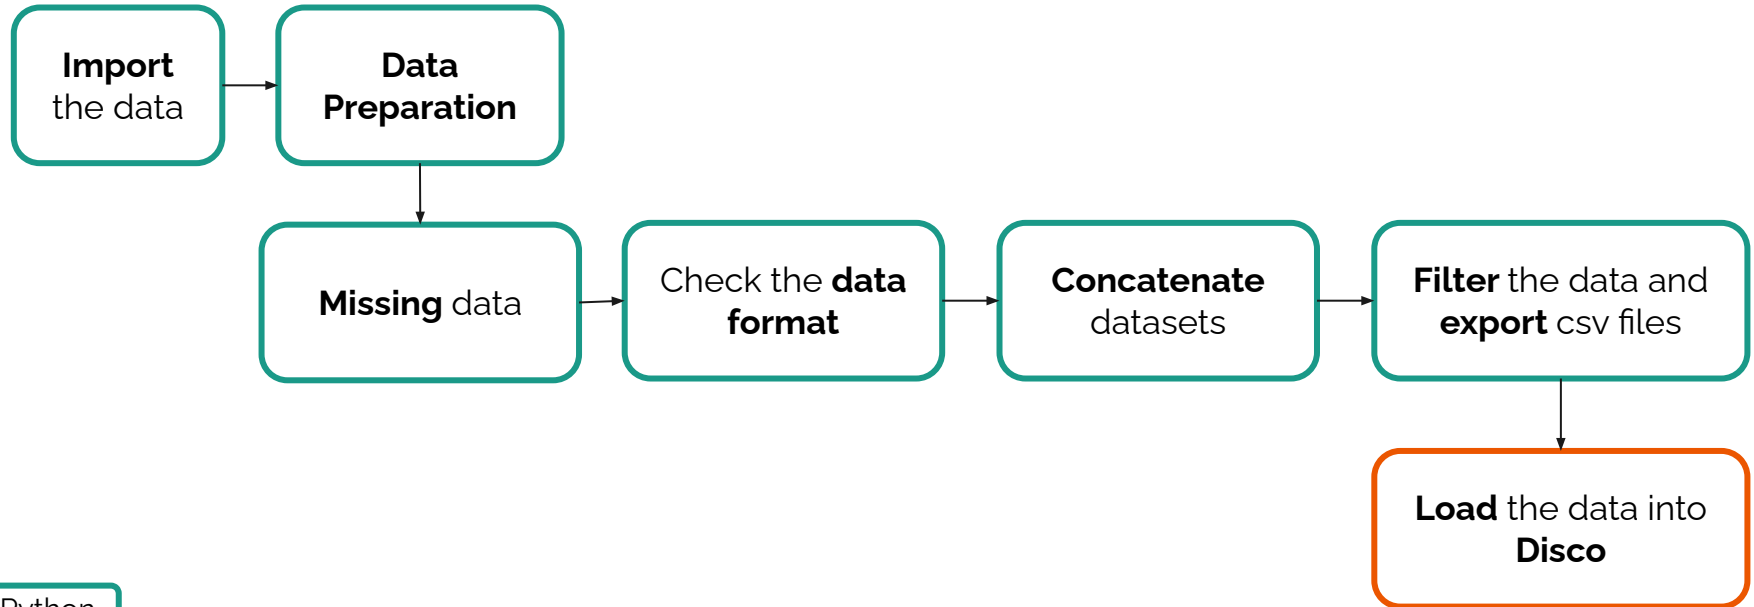 Import
the data
Data
Preparation
Missing data
Check the data
format
Concatenate
datasets
Filter the data and
export csv files
Load the data into
Disco
Python